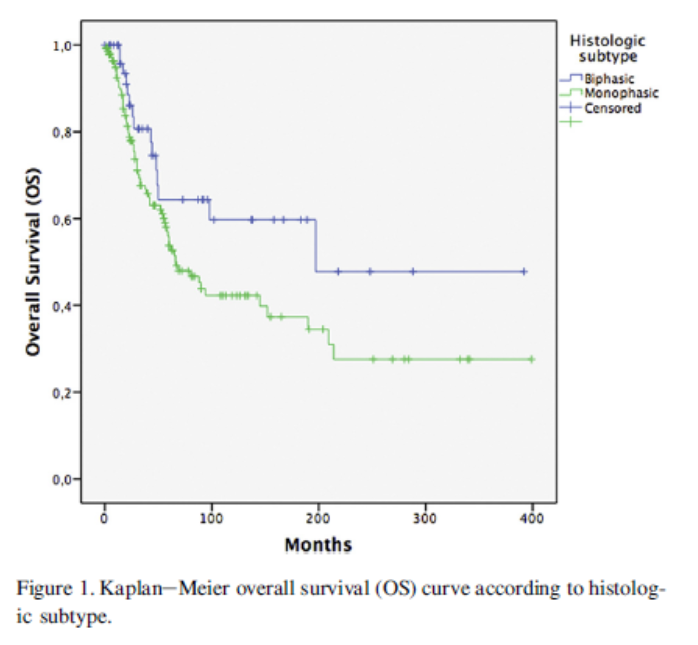 Histologic
subtype
Biphasic
Monophasic
Censored
1,0
0,8
0,6
0,4
0,2
0,0
Overall Survival (OS)
0
100
200
300
400
Months
Figure 1. Kaplan—Meier overall survival (OS) curve according to histolog-
ic subtype.